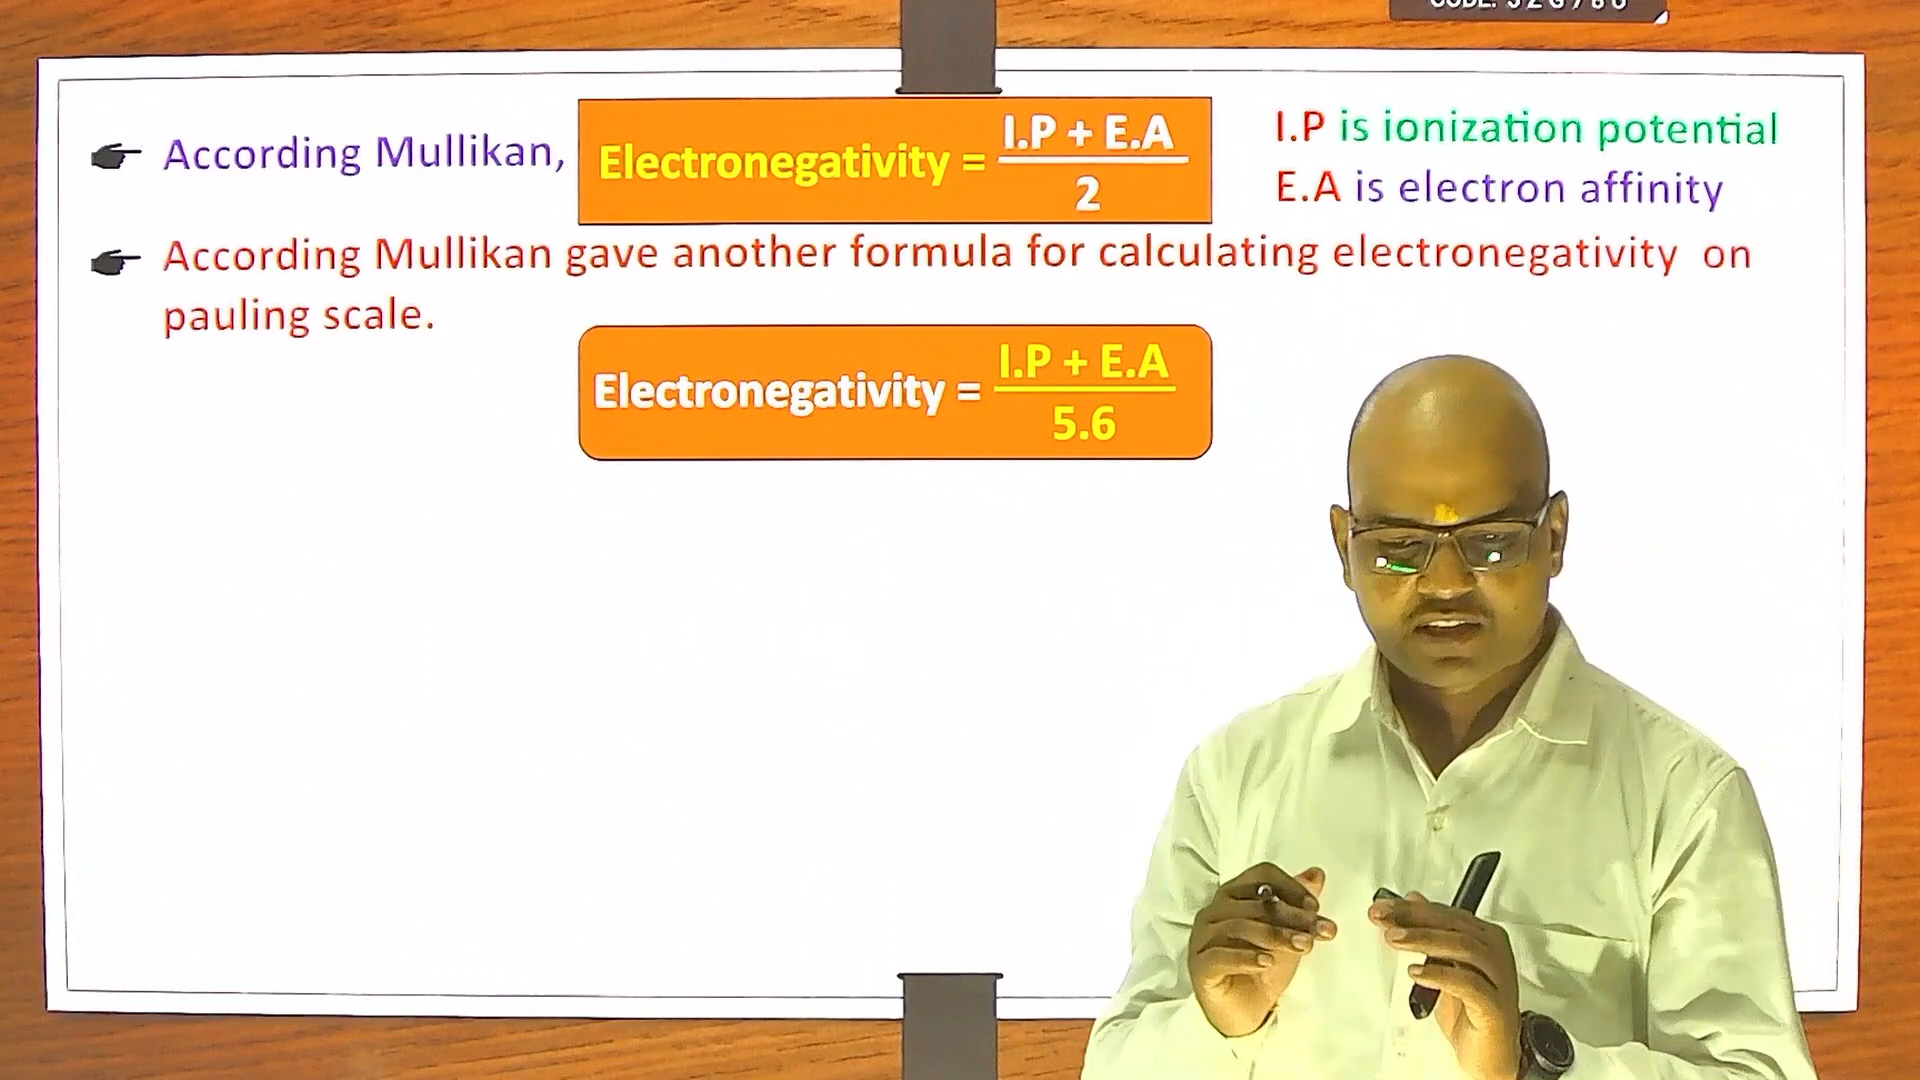 According Mullikan,
Electronegativity = I.P + E.A / 2
I.P is ionization potential
E.A is electron affinity
According Mullikan gave another formula for calculating electronegativity on
pauling scale.
Electronegativity = I.P + E.A / 5.6